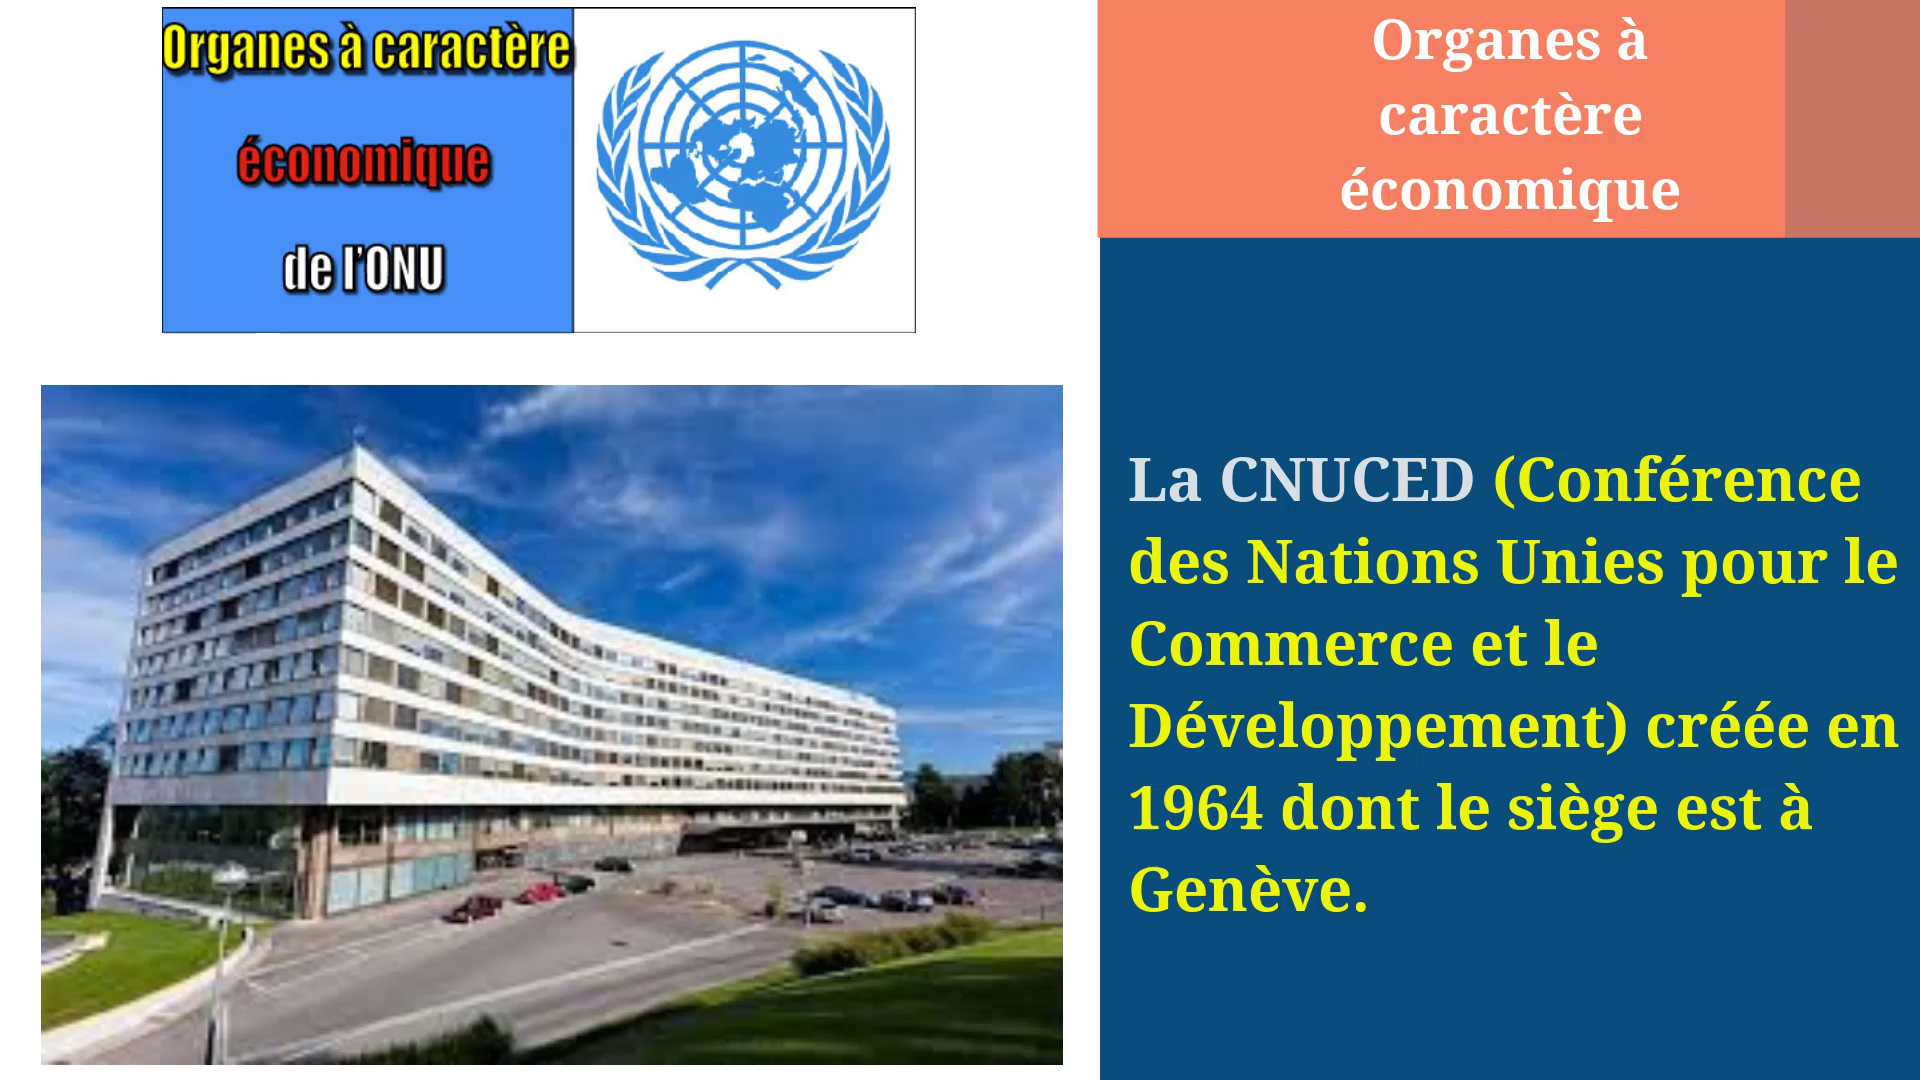 Organes à caractère
économique
de l'ONU
Organes à
caractère
économique
La CNUCED (Conférence
des Nations Unies pour le
Commerce et le
Développement) créée en
1964 dont le siège est à
Genève.